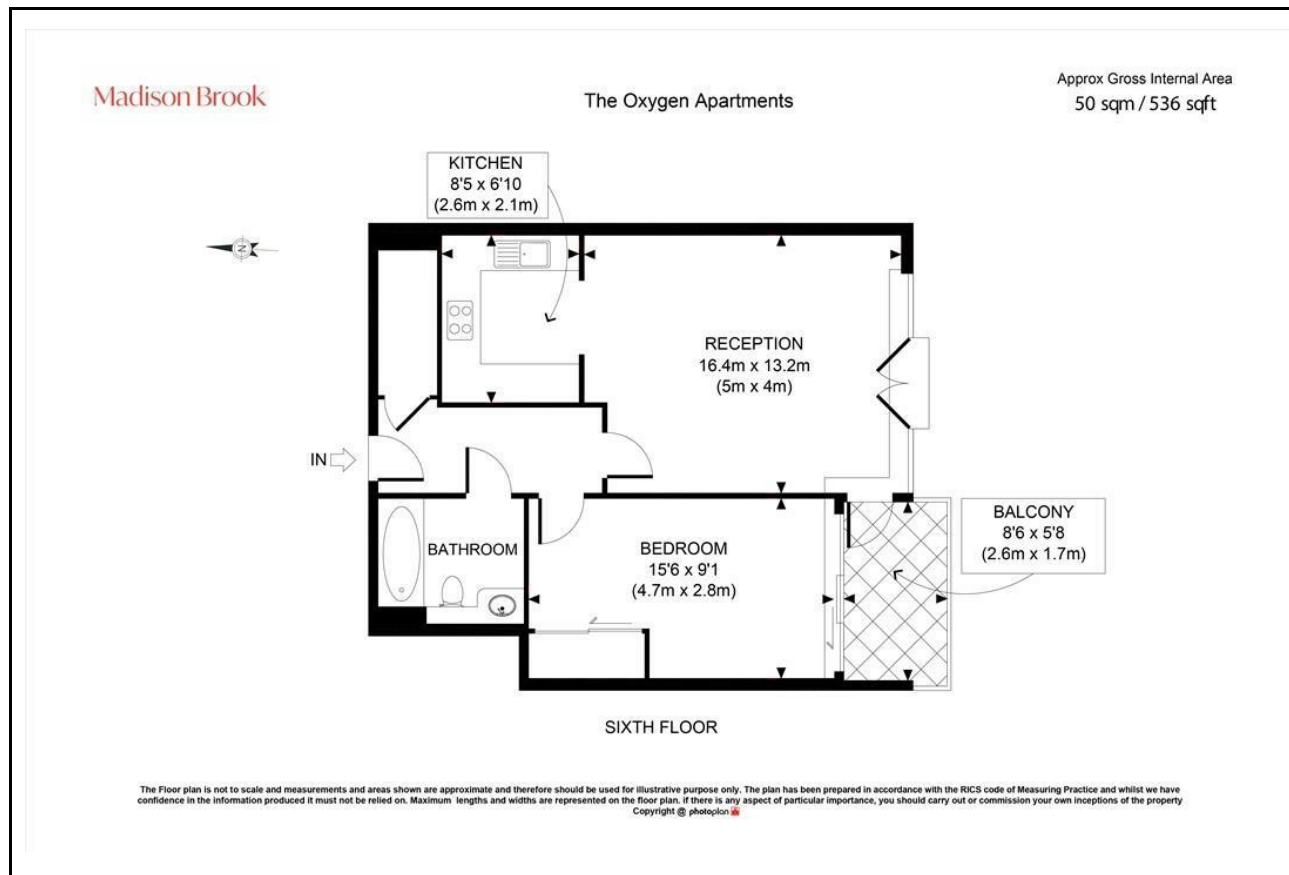 Madison Brook
The Oxygen Apartments
Approx Gross Internal Area
50 sqm / 536 sqft
KITCHEN
8'5 x 6'10
(2.6m x 2.1m)
N
RECEPTION
16.4m x 13.2m
(5m x 4m)
IN
BATHROOM
BEDROOM
15'6 x 9'1
(4.7m x 2.8m)
BALCONY
8'6 x 5'8
(2.6m x 1.7m)
SIXTH FLOOR
The Floor plan is not to scale and measurements and areas shown are approximate and therefore should be used for illustrative purpose only. The plan has been prepared in accordance with the RICS code of Measuring Practice and whilst we have
confidence in the information produced it must not be relied on. Maximum lengths and widths are represented on the floor plan. if there is any aspect of particular importance, you should carry out or commission your own inceptions of the property
Copyright @ photoplan